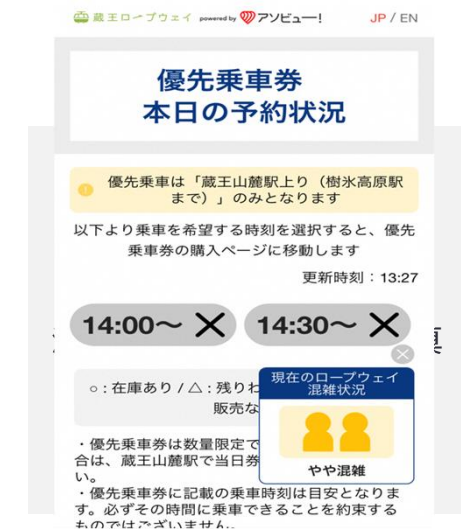 蔵王ロープウェイ powered by アソビュー! JP / EN
優先乗車券
本日の予約状況
優先乗車は「蔵王山麓駅上り(樹氷高原駅
まで)」のみとなります
以下より乗車を希望する時刻を選択すると、優先
乗車券の購入ページに移動します
更新時刻:13:27
14:00〜 ✕ 14:30〜 ✕
○:在庫あり / △:残りわ
販売な
現在のロープウェイ
混雑状況
やや混雑
・優先乗車券は数量限定で
合は、蔵王山麓駅で当日券
い。
・優先乗車券に記載の乗車時刻は目安となりま
す。必ずその時間に乗車できることを約束する
ものではございません。